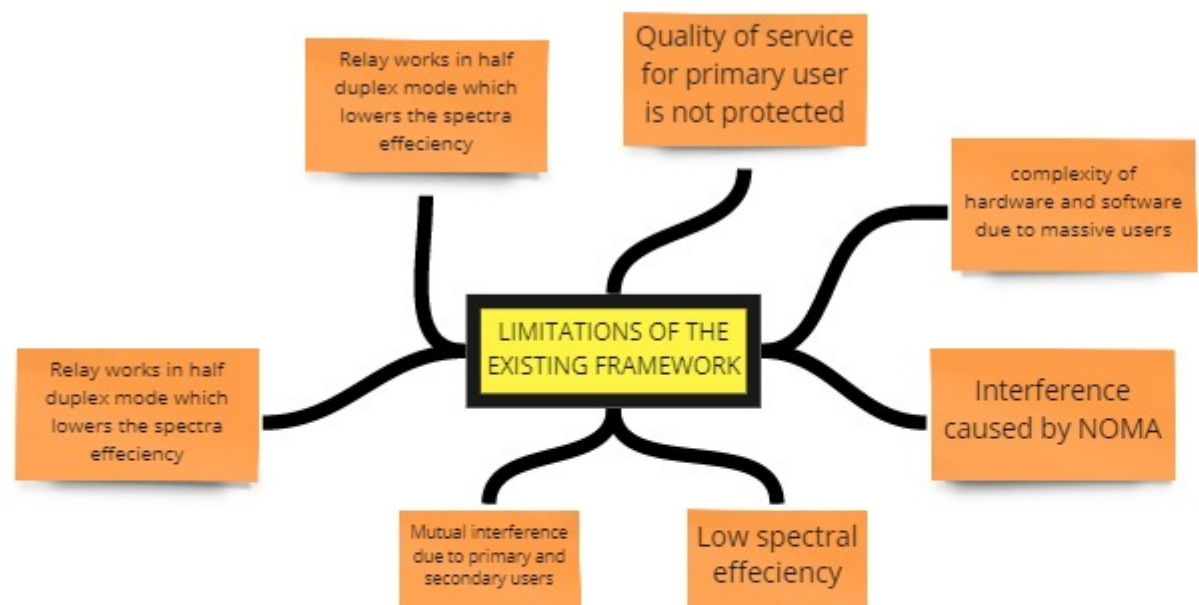 Relay works in half
duplex mode which
lowers the spectra
effeciency
Quality of service
for primary user
is not protected
complexity of
hardware and software
due to massive users
LIMITATIONS OF THE
EXISTING FRAMEWORK
Relay works in half
duplex mode which
lowers the spectra
effeciency
Interference
caused by NOMA
Mutual interference
due to primary and
secondary users
Low spectral
effeciency